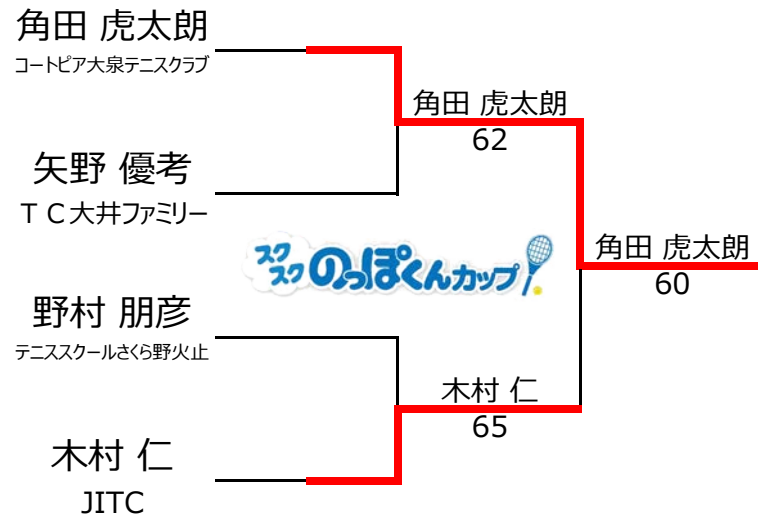 角田 虎太朗
コートピア大泉テニスクラブ
角田 虎太朗
62
矢野 優考
ＴＣ大井ファミリー
スクスクのっぽくんカップ
角田 虎太朗
60
野村 朋彦
テニススクールさくら野火止
木村 仁
65
木村 仁
JITC